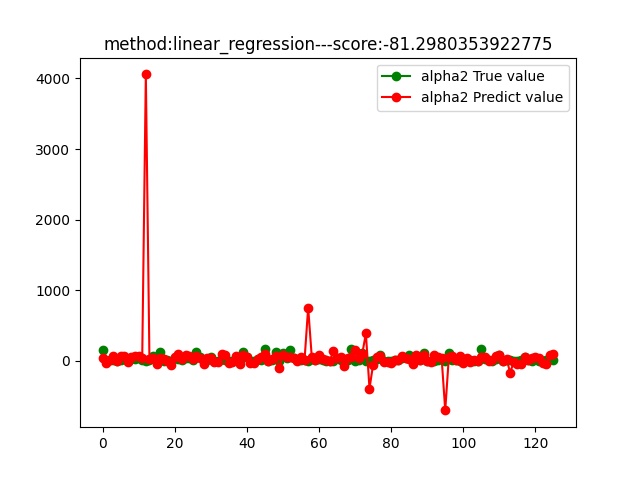 method:linear_regression---score:-81.2980353922775
alpha2 True value
alpha2 Predict value
4000
3000
2000
1000
0
0 20 40 60 80 100 120